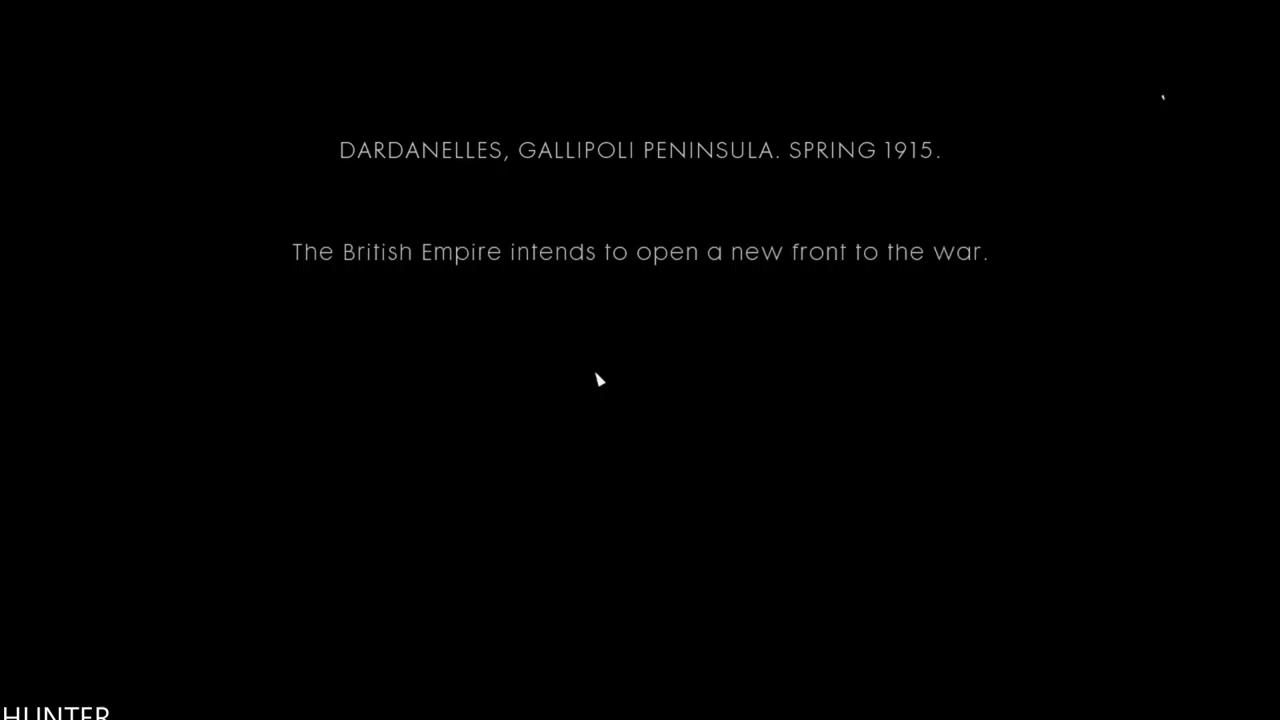 DARDANELLES, GALLIPOLI PENINSULA. SPRING 1915.
The British Empire intends to open a new front to the war.
HUNTER